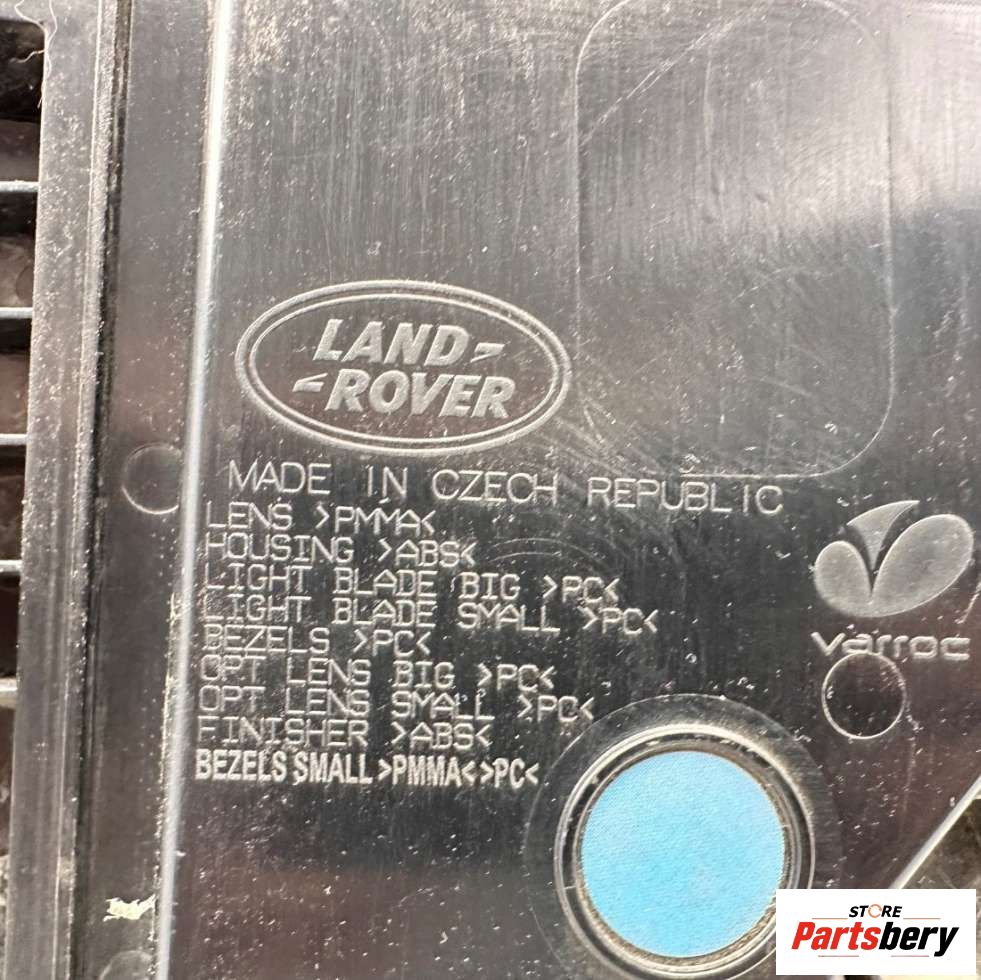 LAND-
-ROVER
MADE IN CZECH REPUBLIC
LENS >PMMA<
HOUSING >ABS<
LIGHT BLADE BIG >PC<
LIGHT BLADE SMALL >PC<
BEZELS >PC<
OPT LENS BIG >PC<
OPT LENS SMALL >PC<
FINISHER >ABS<
BEZELS SMALL >PMMA<>PC<
varroc
STORE
Partsbery